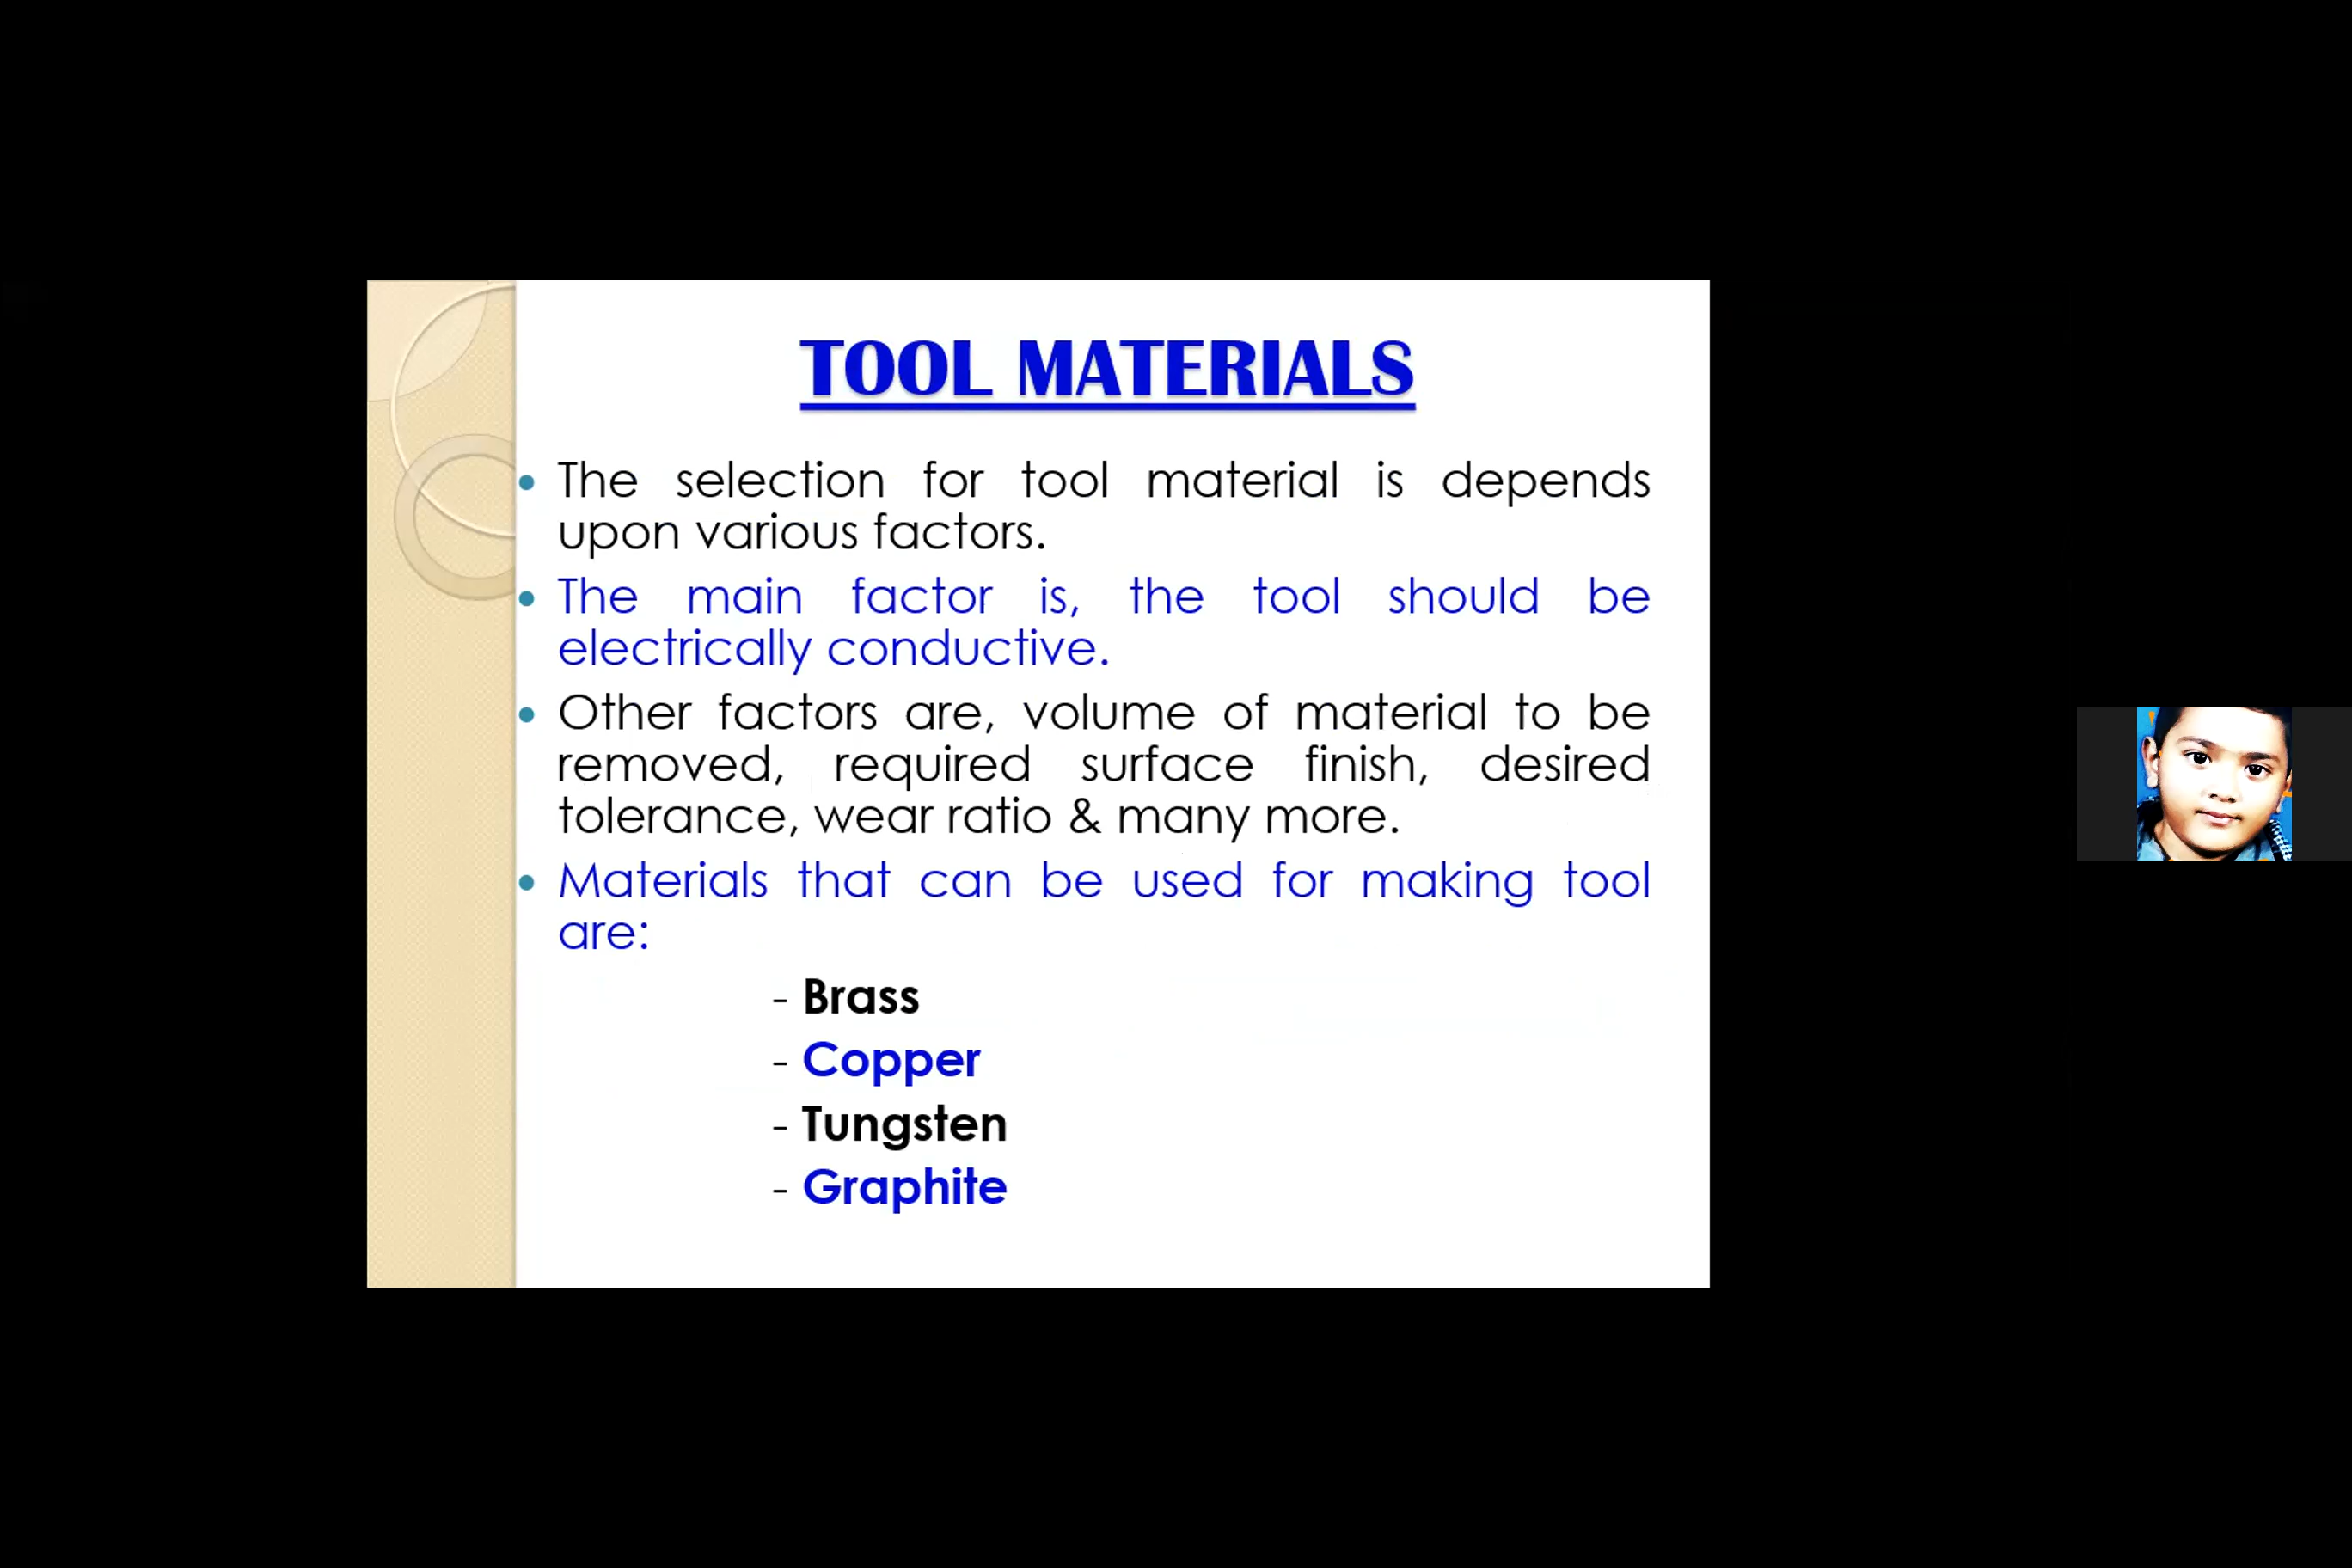 TOOL MATERIALS
• The selection for tool material is depends
upon various factors.
• The main factor is, the tool should be
electrically conductive.
• Other factors are, volume of material to be
removed, required surface finish, desired
tolerance, wear ratio & many more.
• Materials that can be used for making tool
are:
- Brass
- Copper
- Tungsten
- Graphite